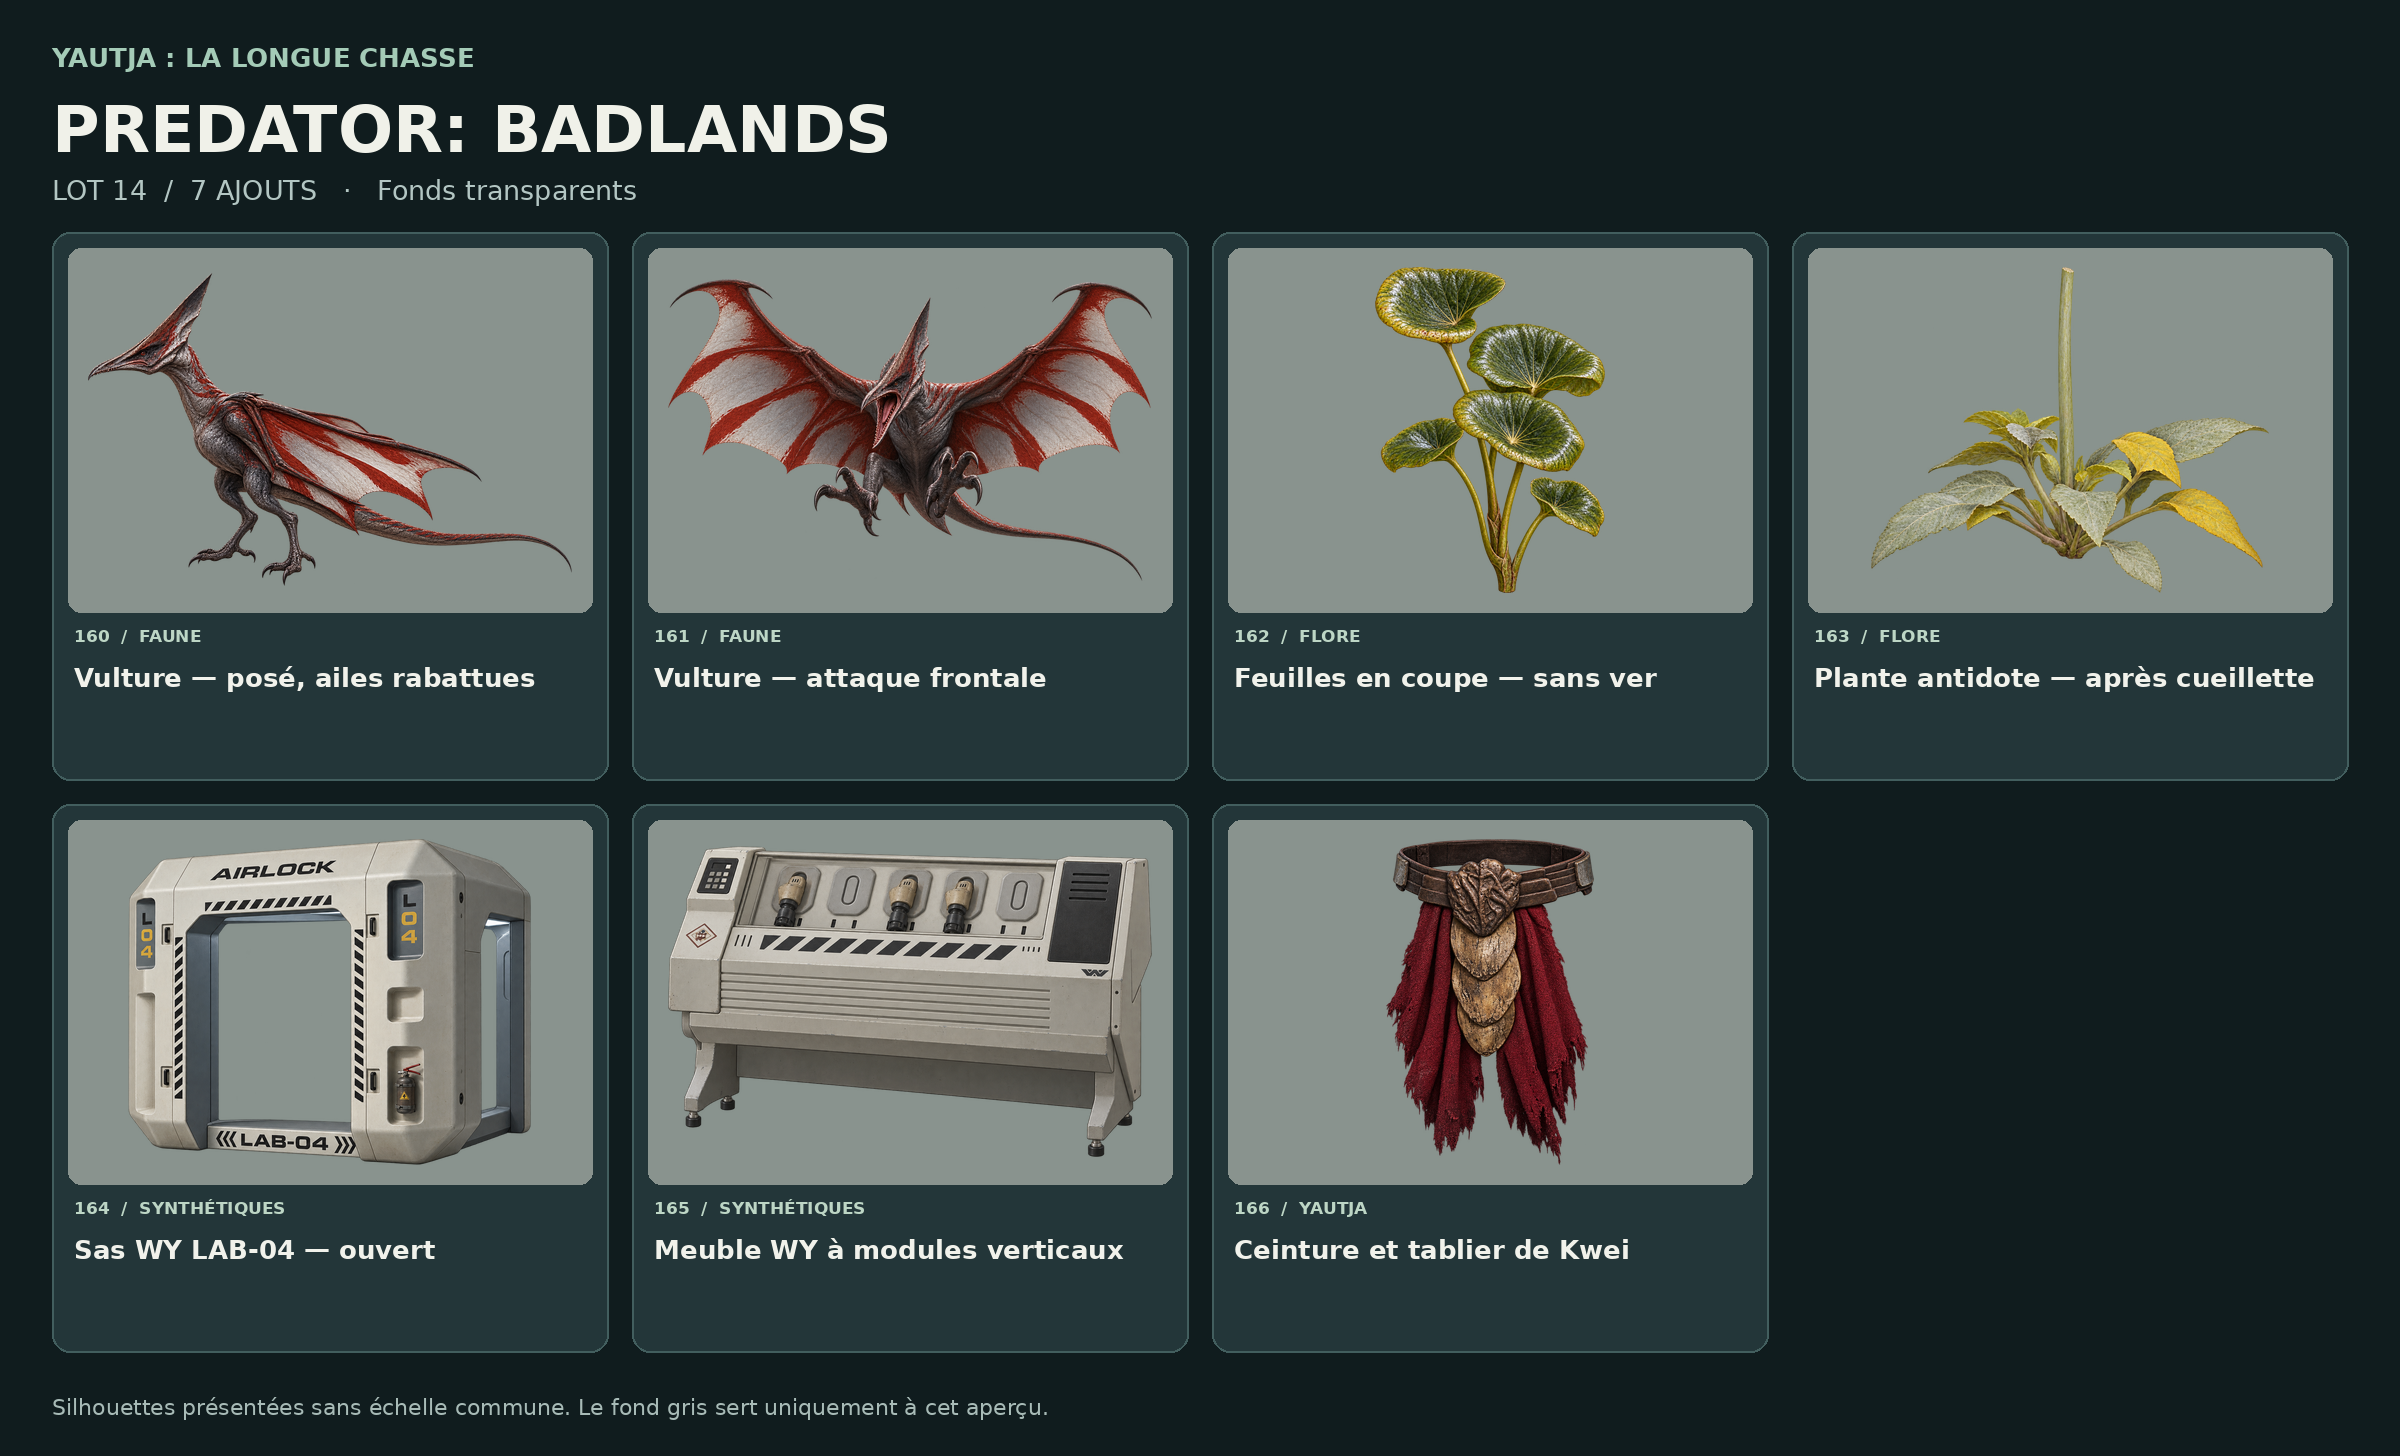 YAUTJA : LA LONGUE CHASSE
PREDATOR: BADLANDS
LOT 14 / 7 AJOUTS · Fonds transparents
160 / FAUNE
Vulture — posé, ailes rabattues
161 / FAUNE
Vulture — attaque frontale
162 / FLORE
Feuilles en coupe — sans ver
163 / FLORE
Plante antidote — après cueillette
AIRLOCK
L04
L04
LAB-04
164 / SYNTHÉTIQUES
Sas WY LAB-04 — ouvert
165 / SYNTHÉTIQUES
Meuble WY à modules verticaux
166 / YAUTJA
Ceinture et tablier de Kwei
Silhouettes présentées sans échelle commune. Le fond gris sert uniquement à cet aperçu.